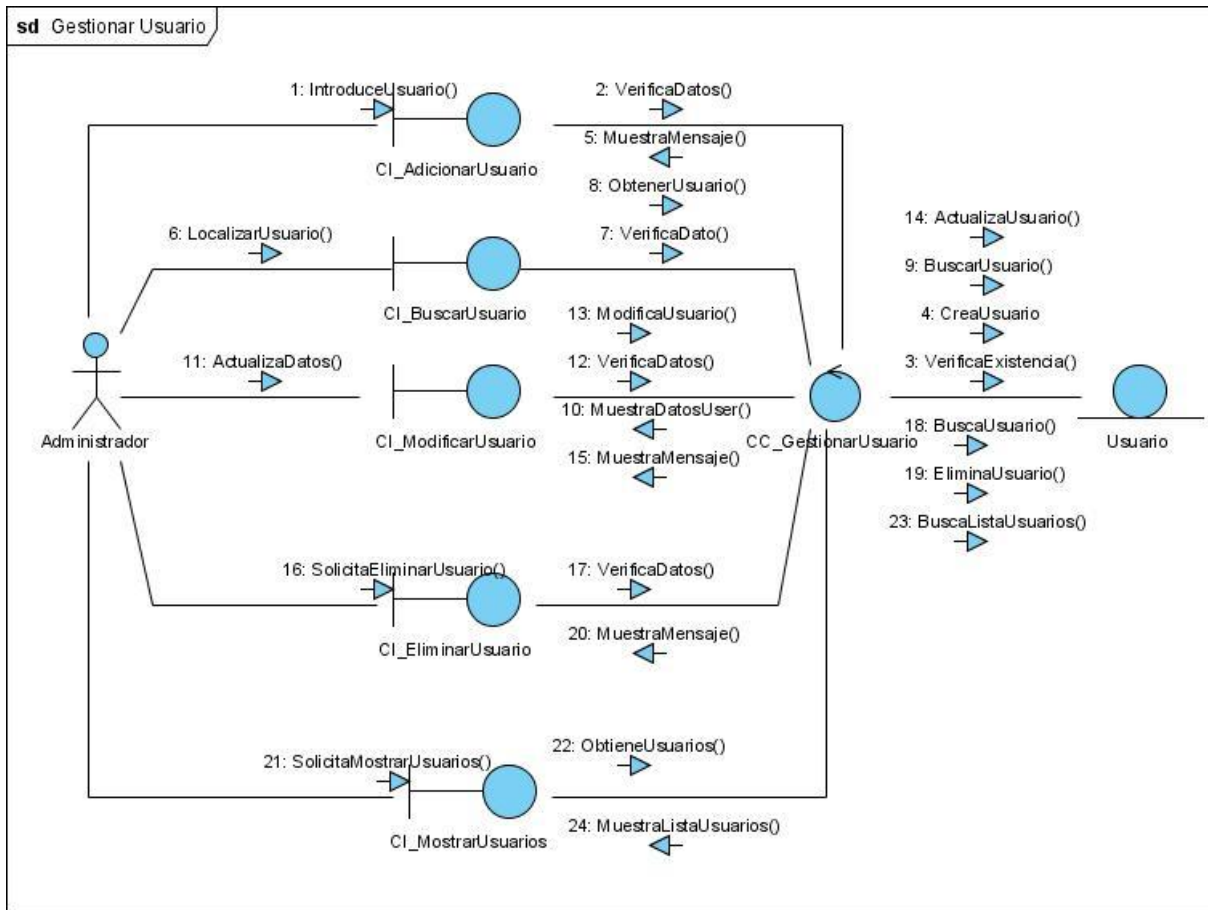 sd Gestionar Usuario
1: IntroduceUsuario()
2: VerificaDatos()
5: MuestraMensaje()
CI_AdicionarUsuario
8: ObtenerUsuario()
6: LocalizarUsuario()
7: VerificaDato()
14: ActualizaUsuario()
9: BuscarUsuario()
CI_BuscarUsuario
13: ModificaUsuario()
4: CreaUsuario
11: ActualizaDatos()
12: VerificaDatos()
3: VerificaExistencia()
10: MuestraDatosUser()
Administrador
CI_ModificarUsuario
CC_GestionarUsuario
Usuario
18: BuscaUsuario()
15: MuestraMensaje()
19: EliminaUsuario()
23: BuscaListaUsuarios()
16: SolicitaEliminarUsuario()
17: VerificaDatos()
20: MuestraMensaje()
CI_EliminarUsuario
22: ObtieneUsuarios()
21: SolicitaMostrarUsuarios()
24: MuestraListaUsuarios()
CI_MostrarUsuarios